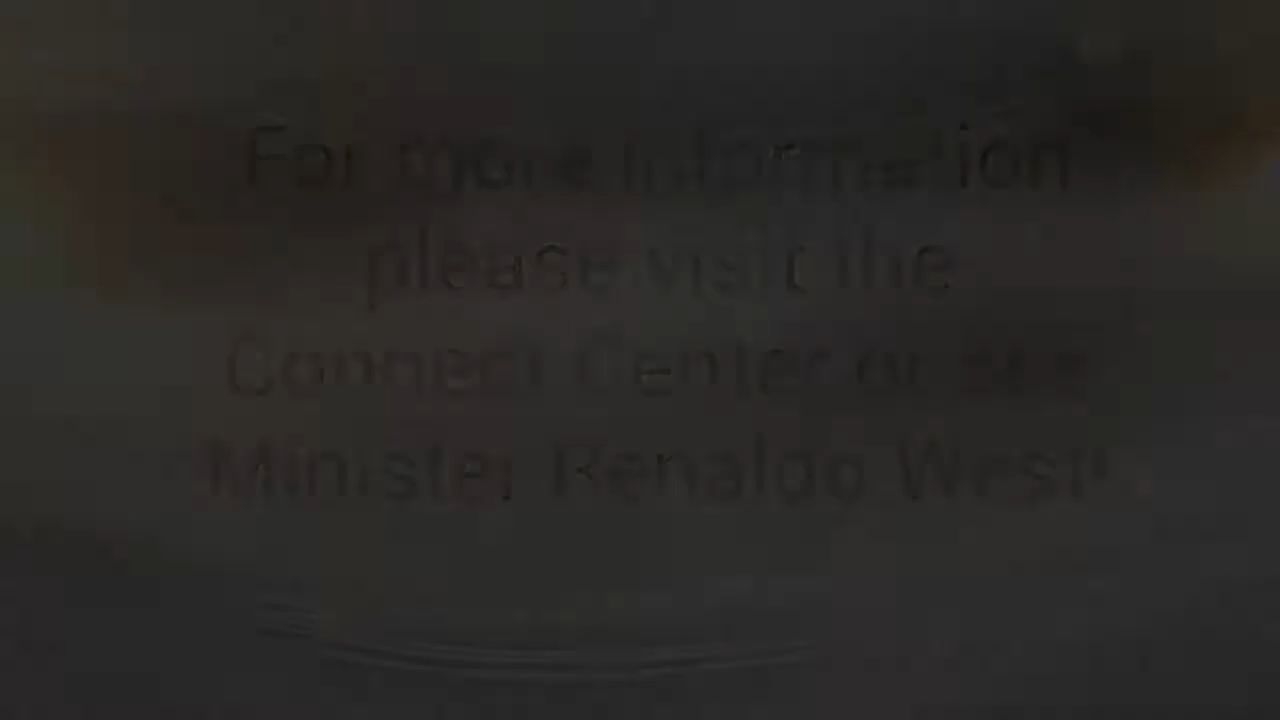 For more information
please visit the
Connect Center or see
Minister Renaldo West!